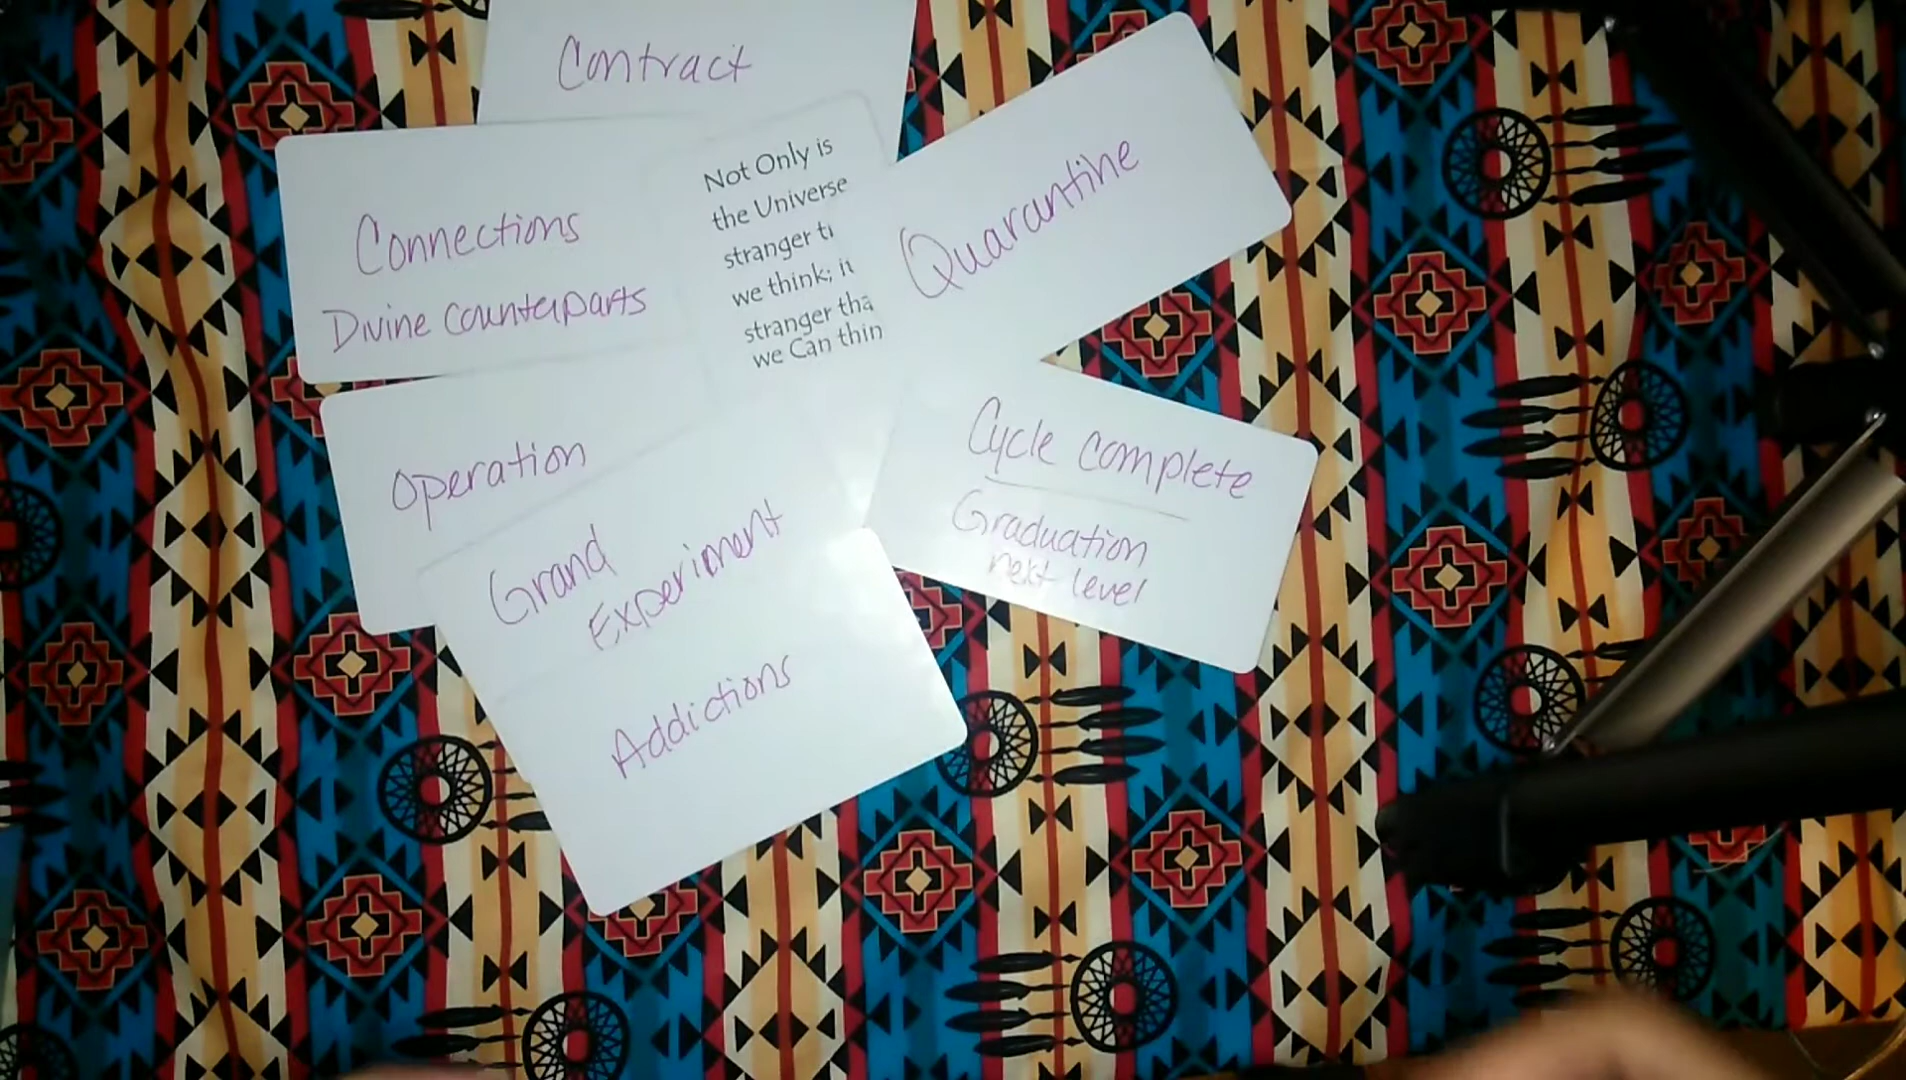 Contract
Connections
Divine Counterparts
Not Only is
the Universe
stranger
we think;
stranger
we Can
Quarantine
Operation
Grand
Experiment
Addictions
Cycle complete
Graduation
next level